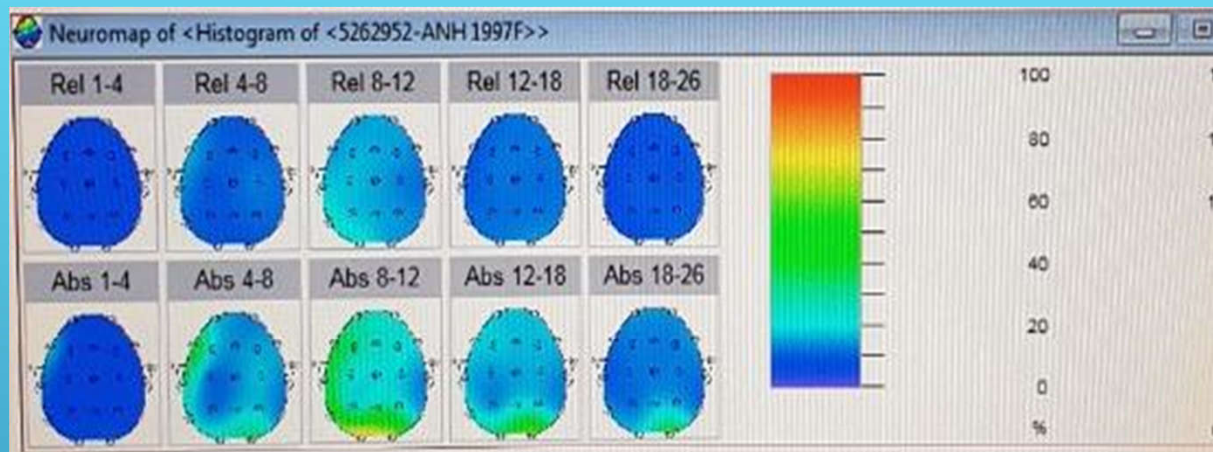 Neuromap of <Histogram of <5262952-ANH 1997F>>
Rel 1-4 Rel 4-8 Rel 8-12 Rel 12-18 Rel 18-26
Abs 1-4 Abs 4-8 Abs 8-12 Abs 12-18 Abs 18-26
100
80
60
40
20
0
%